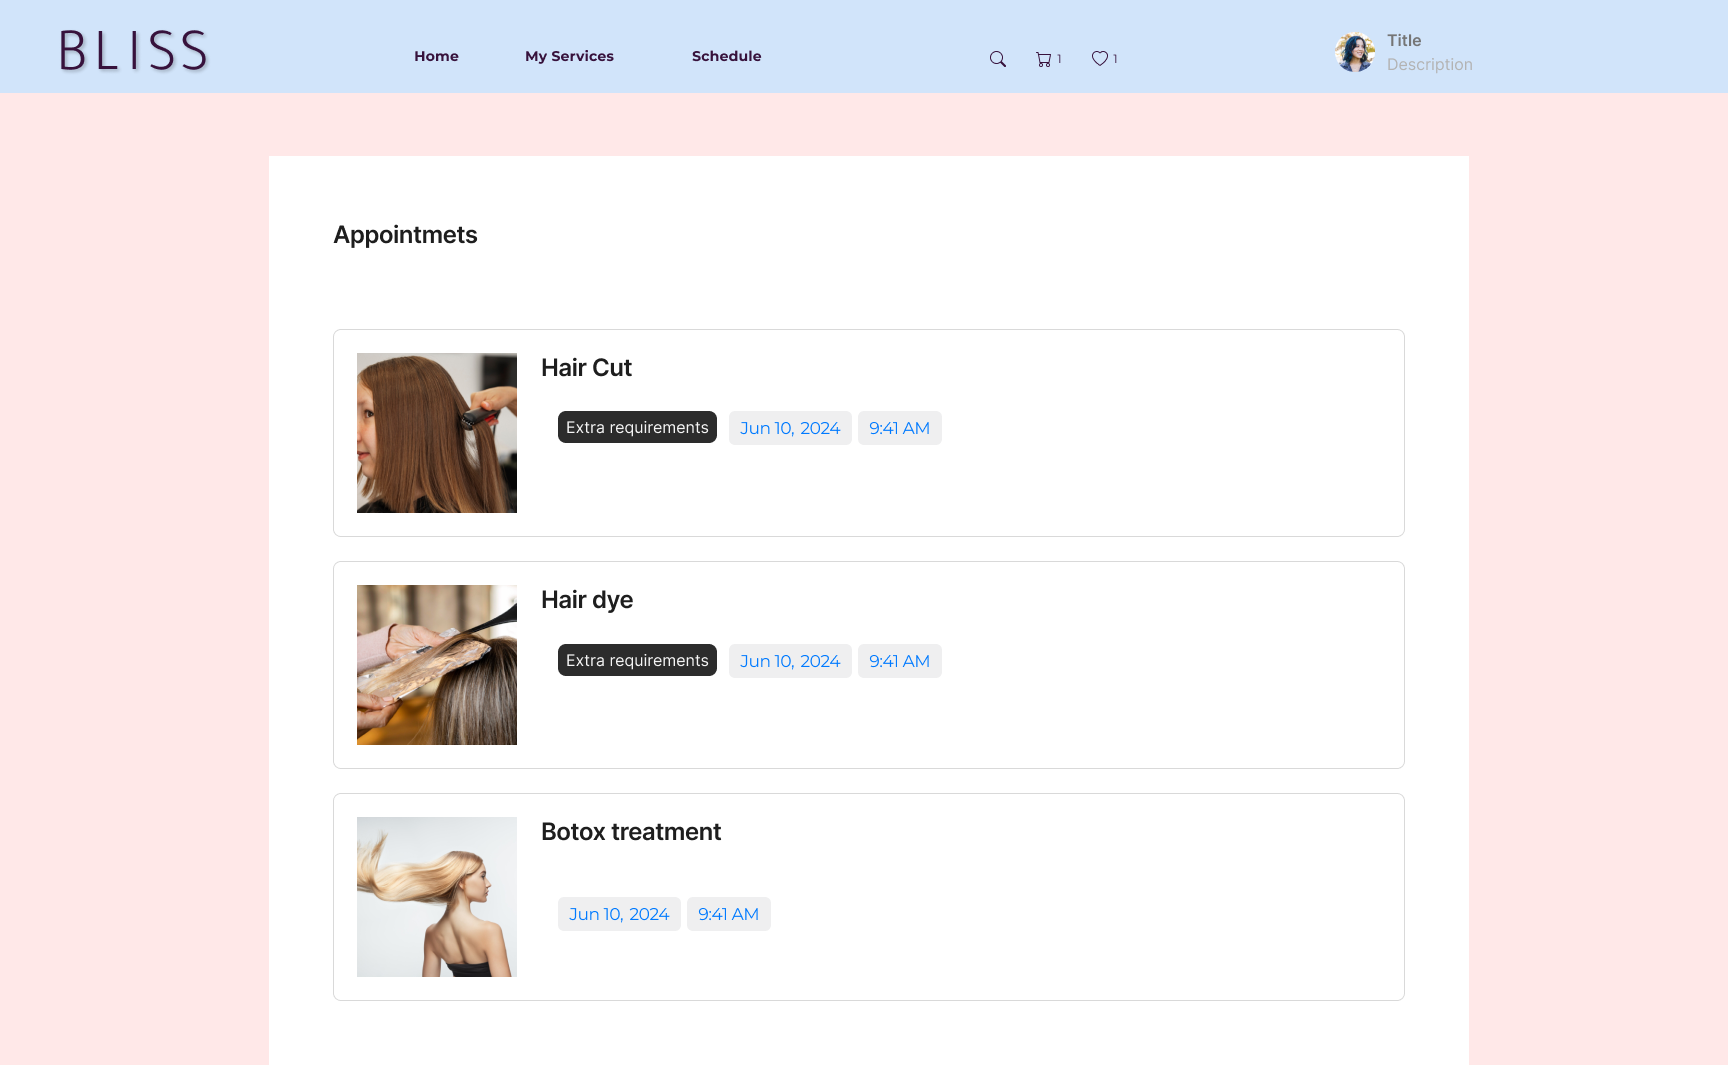 BLISS
Home My Services Schedule 1 1
Title
Description
Appointmets
Hair Cut
Extra requirements Jun 10, 2024 9:41 AM
Hair dye
Extra requirements Jun 10, 2024 9:41 AM
Botox treatment
Jun 10, 2024 9:41 AM